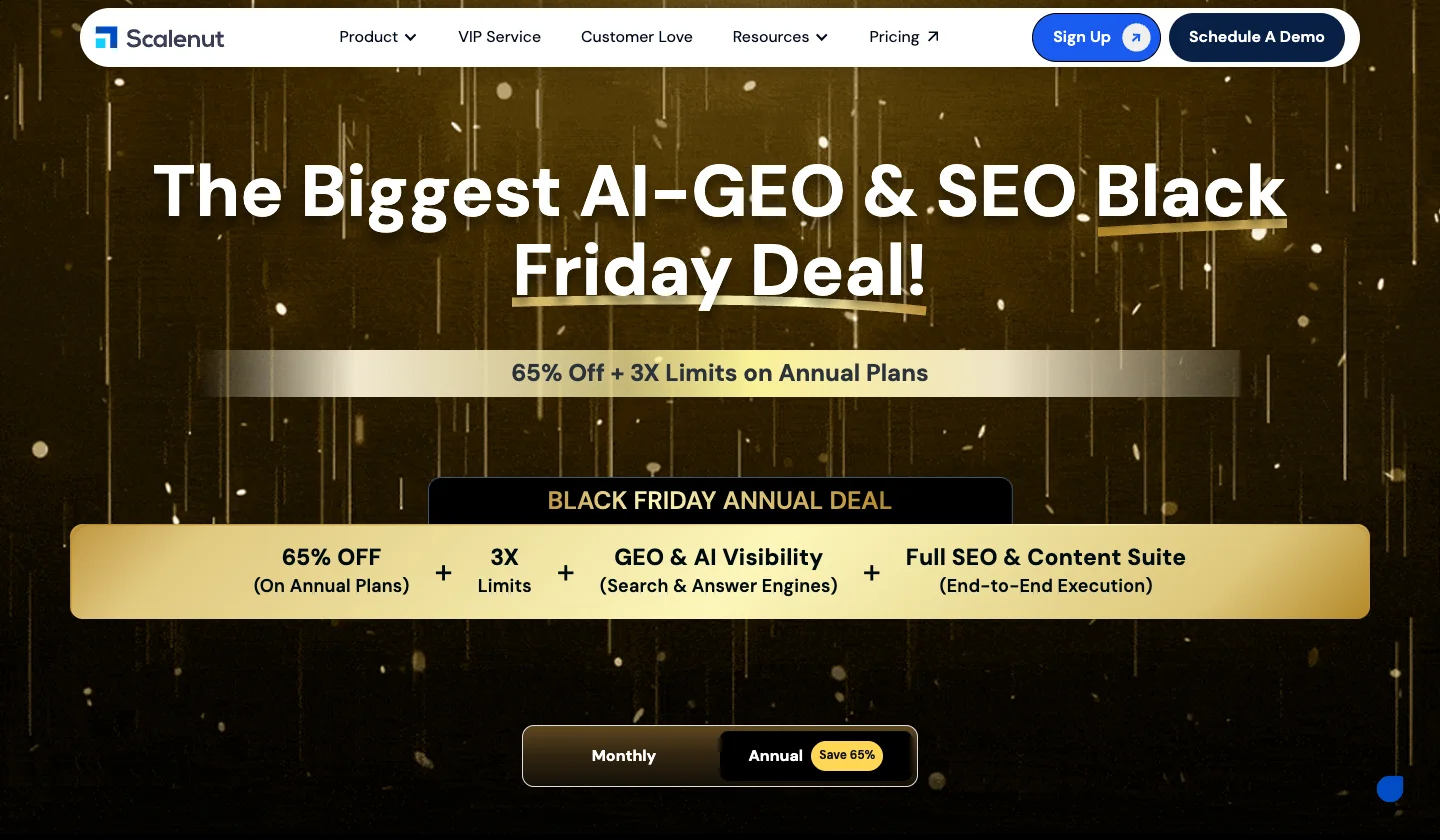 Scalenut
Product
VIP Service
Customer Love
Resources
Pricing
Sign Up
Schedule A Demo
The Biggest AI-GEO & SEO Black
Friday Deal!
65% Off + 3X Limits on Annual Plans
BLACK FRIDAY ANNUAL DEAL
65% OFF
(On Annual Plans)
+
3X
Limits
+
GEO & AI Visibility
(Search & Answer Engines)
+
Full SEO & Content Suite
(End-to-End Execution)
Monthly
Annual
Save 65%